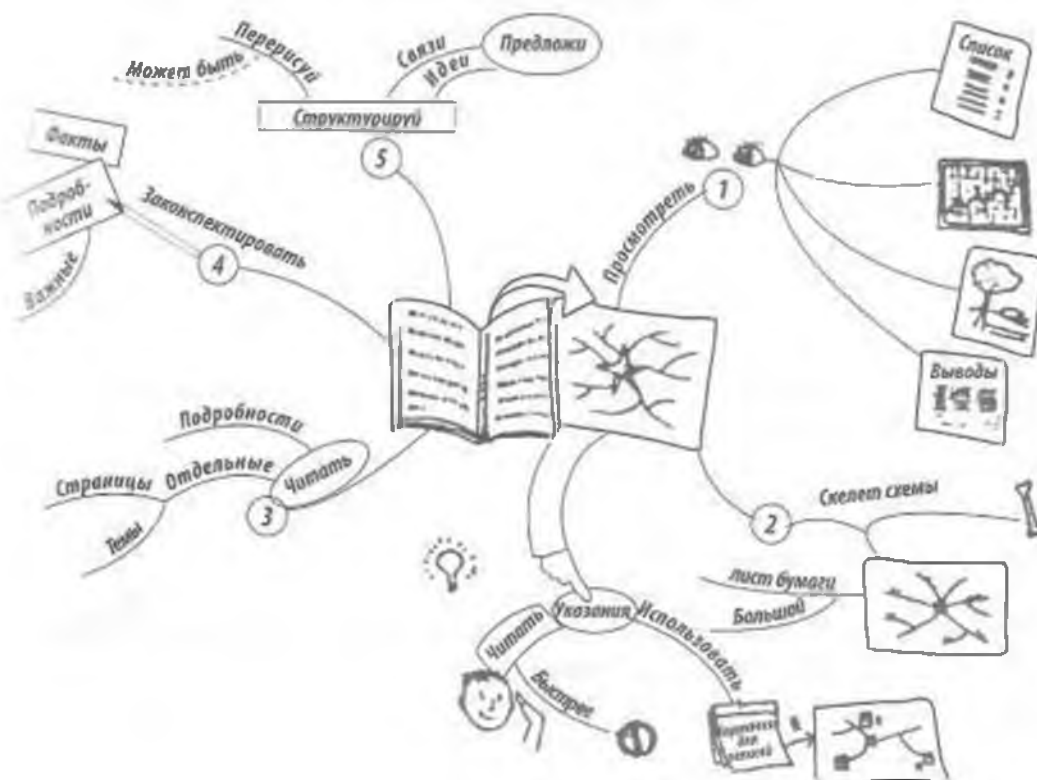 Просмотреть
1
Список
Выводы
2
Скелет схемы
лист бумаги
Большой
3
Читать
Подробности
Отдельные
Страницы
Темы
4
Законспектировать
Факты
Подроб-
ности
Важные
5
Структурируй
Перерисуй
Может быть
Связи
Идеи
Предложи
Указания
Читать
Быстрее
Использовать
для